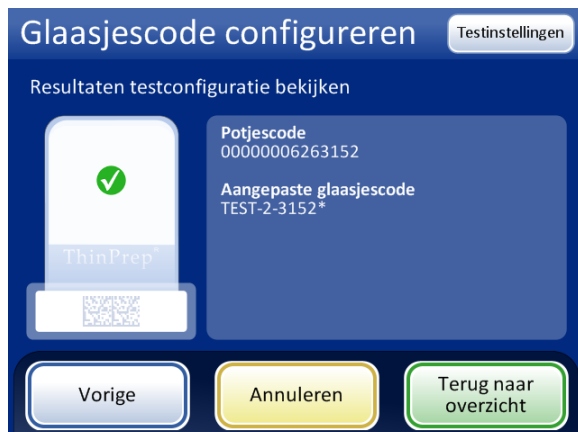 Glaasjescode configureren
Testinstellingen
Resultaten testconfiguratie bekijken
Potjescode
00000006263152
Aangepaste glaasjescode
TEST-2-3152*
ThinPrep®
Vorige
Annuleren
Terug naar
overzicht